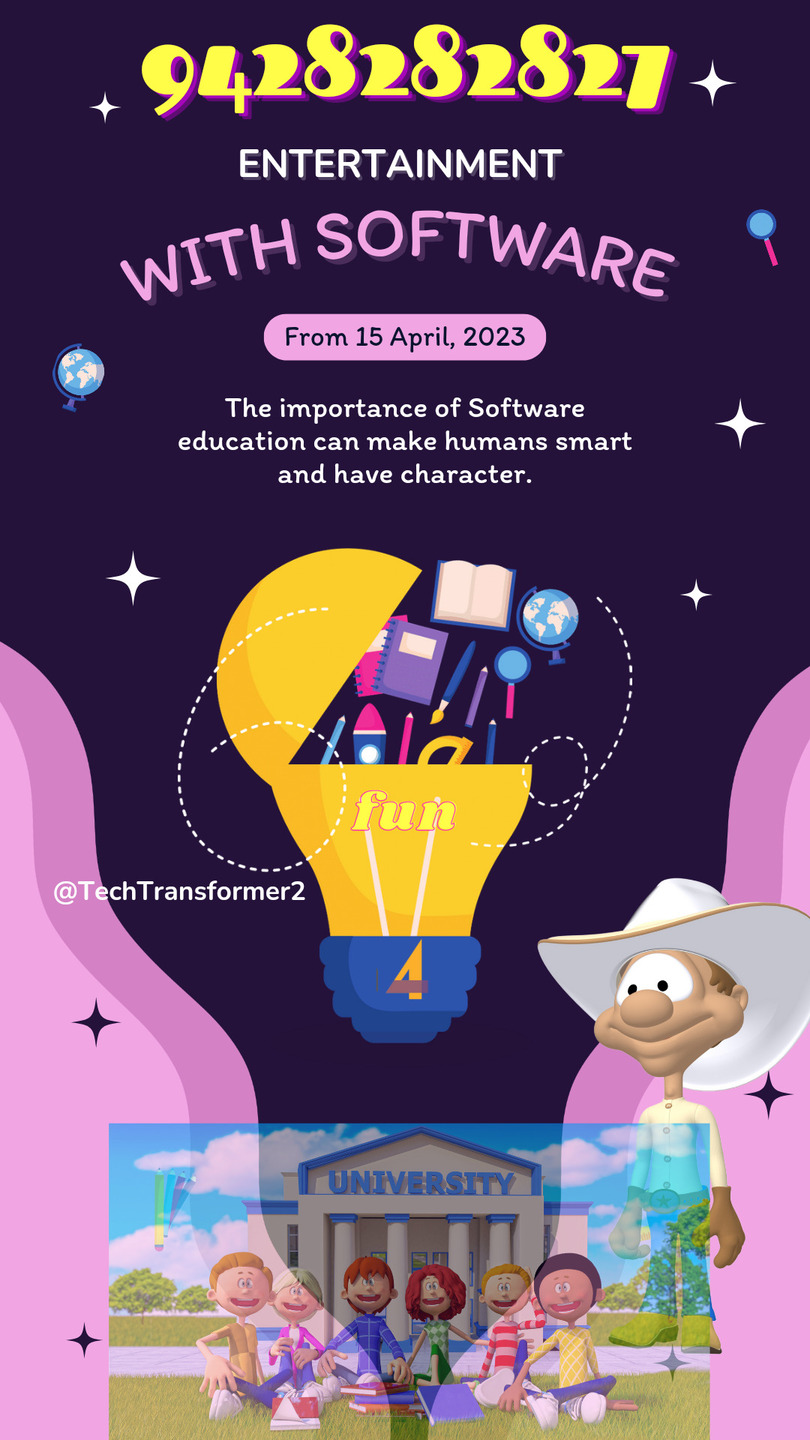 9428282827
ENTERTAINMENT
WITH SOFTWARE
From 15 April, 2023
The importance of Software
education can make humans smart
and have character.
fun
@TechTransformer2
4
UNIVERSITY